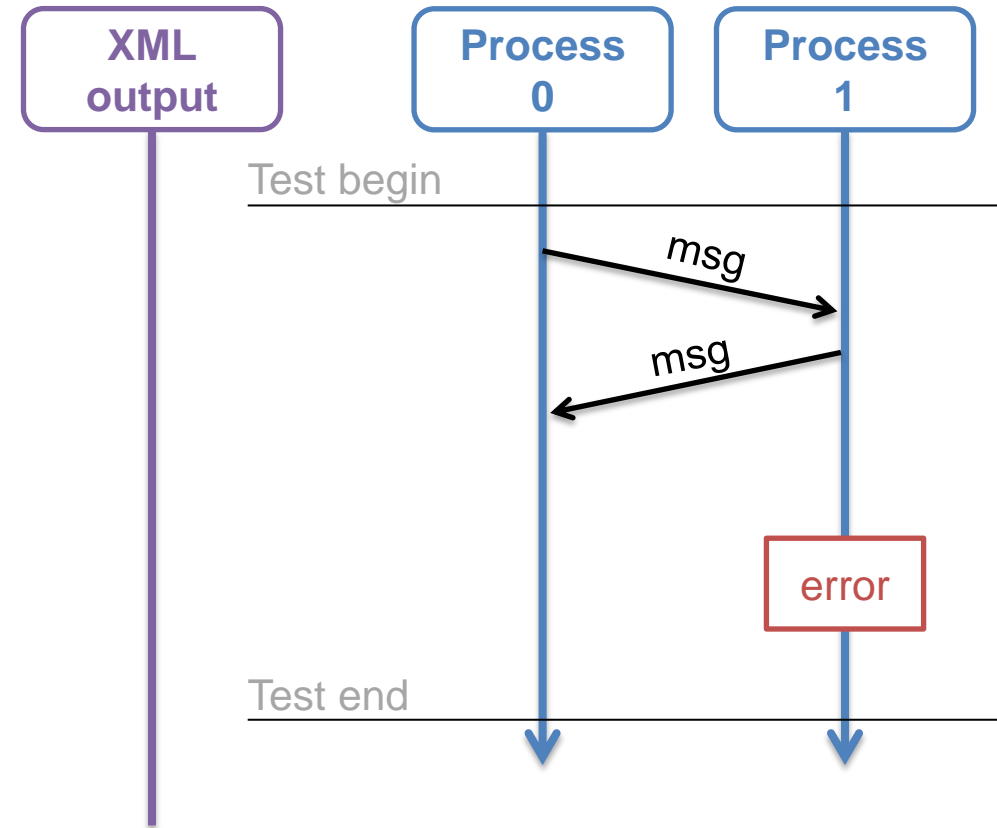 XML
output
Process
0
Process
1
Test begin
msg
msg
error
Test end